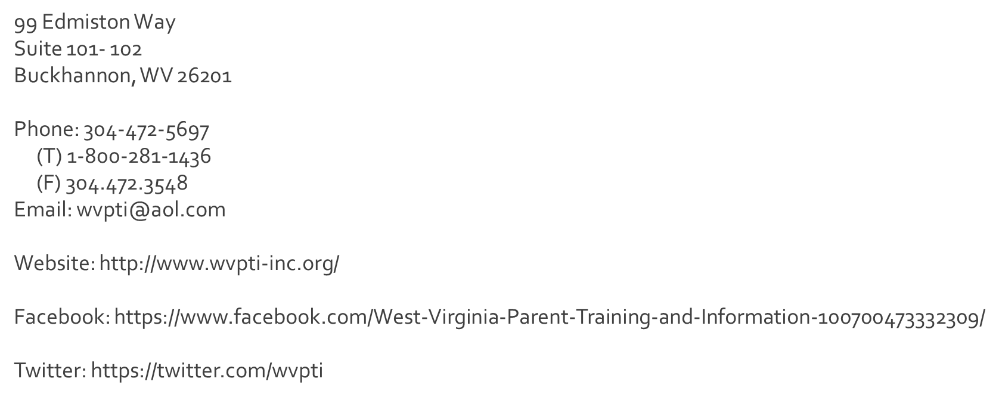 99 Edmiston Way
Suite 101- 102
Buckhannon, WV 26201
Phone: 304-472-5697
(T) 1-800-281-1436
(F) 304.472.3548
Email: wvpti@aol.com
Website: http://www.wvpti-inc.org/
Facebook: https://www.facebook.com/West-Virginia-Parent-Training-and-Information-100700473332309/
Twitter: https://twitter.com/wvpti